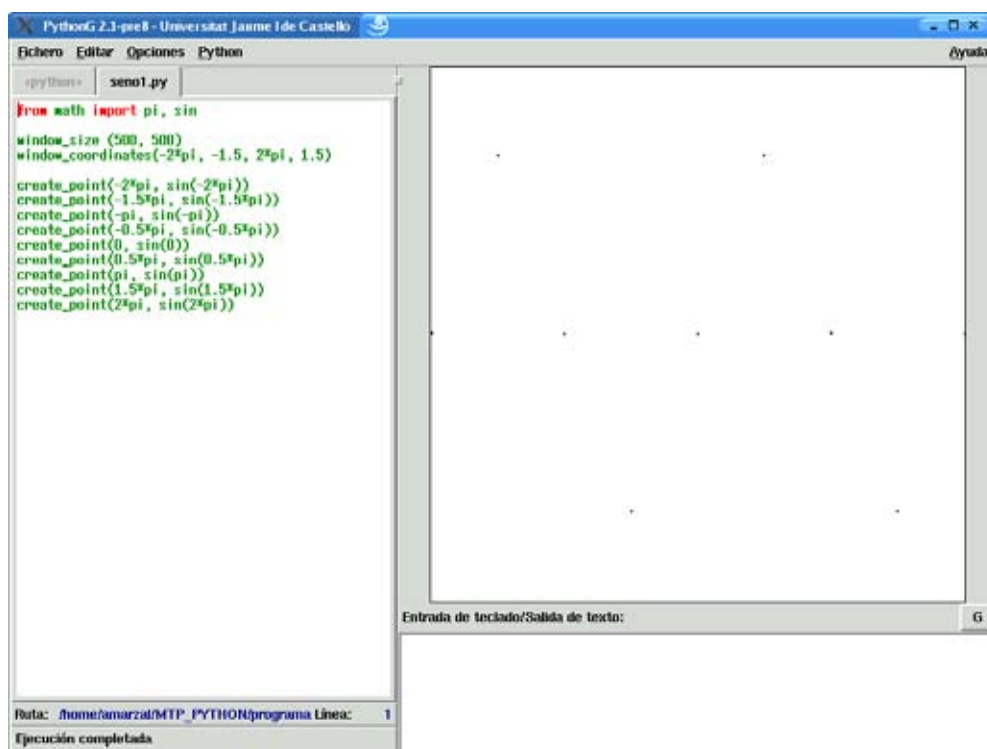 PythonG 2.1-pre8 - Universitat Jaume I de Castello
Fichero Editar Opciones Python Ayuda
<python> seno1.py
from math import pi, sin
window_size (500, 500)
window_coordinates(-2*pi, -1.5, 2*pi, 1.5)
create_point(-2*pi, sin(-2*pi))
create_point(-1.5*pi, sin(-1.5*pi))
create_point(-pi, sin(-pi))
create_point(-0.5*pi, sin(-0.5*pi))
create_point(0, sin(0))
create_point(0.5*pi, sin(0.5*pi))
create_point(pi, sin(pi))
create_point(1.5*pi, sin(1.5*pi))
create_point(2*pi, sin(2*pi))
Entrada de teclado/Salida de texto: G
Ruta: /home/amarzal/MTP_PYTHON/programa Línea: 1
Ejecución completada